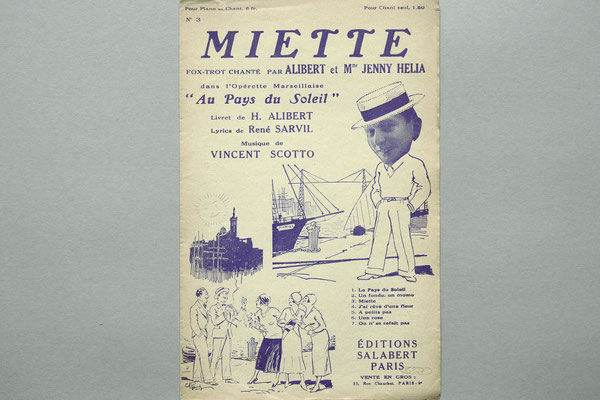 Pour Piano et Chant, 6 fr.
Pour Chant seul, 1.50
N° 3
MIETTE
FOX-TROT CHANTÉ PAR ALIBERT et Mme JENNY HELIA
dans l'Opérette Marseillaise
"Au Pays du Soleil"
Livret de H. ALIBERT
Lyrics de René SARVIL
Musique de
VINCENT SCOTTO
1. Le Pays du Soleil
2. Un fondu, un momo
3. Miette
4. J'ai rêvé d'une fleur
5. A petits pas
6. Une rose
7. On n' se refait pas
ÉDITIONS
SALABERT
PARIS
VENTE EN GROS :
Rue Chauchat, PARIS-9e